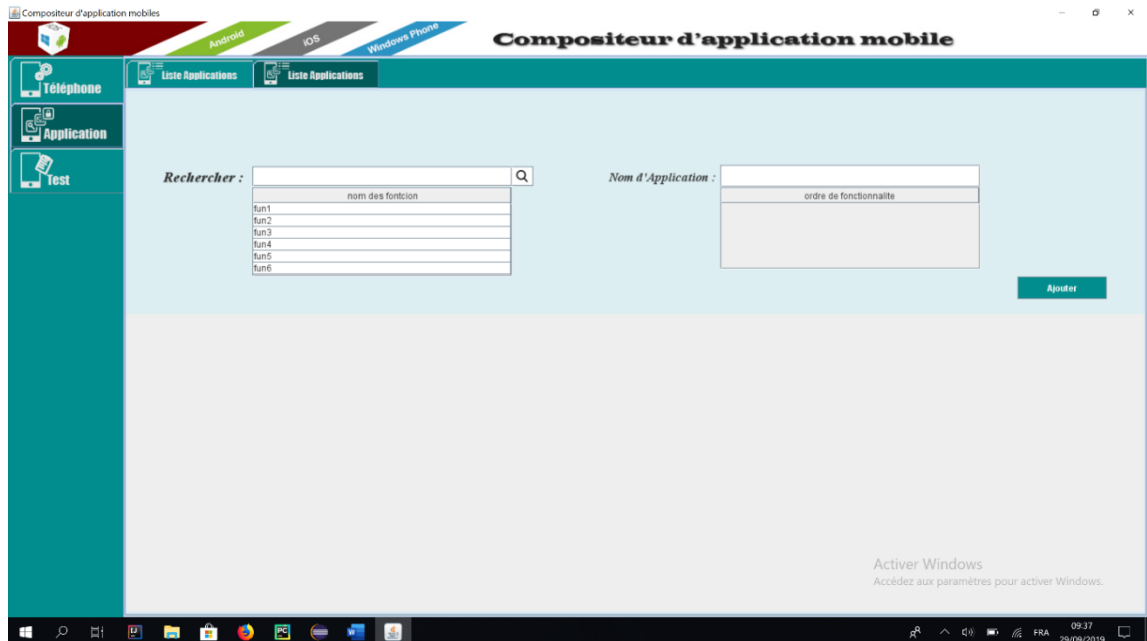 Compositeur d'application mobiles
Android
iOS
Windows Phone
Compositeur d'application mobile
Téléphone
Application
Test
Liste Applications
Liste Applications
Rechercher :
nom des fontcion
fun1
fun2
fun3
fun4
fun5
fun6
Nom d'Application :
ordre de fonctionnalite
Ajouter
Activer Windows
Accédez aux paramètres pour activer Windows.
FRA
09:37
29/09/2019